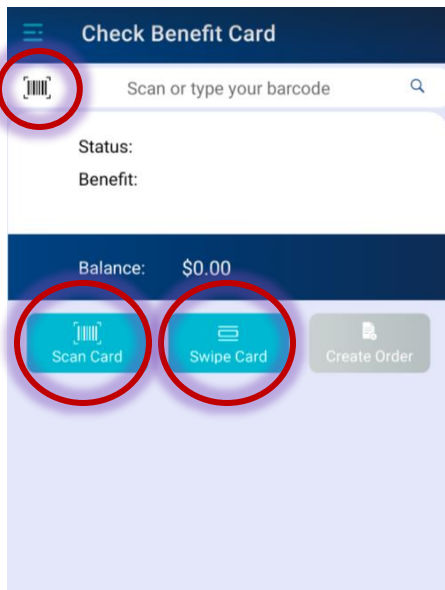 Check Benefit Card
Scan or type your barcode
Status:
Benefit:
Balance: $0.00
Scan Card Swipe Card Create Order